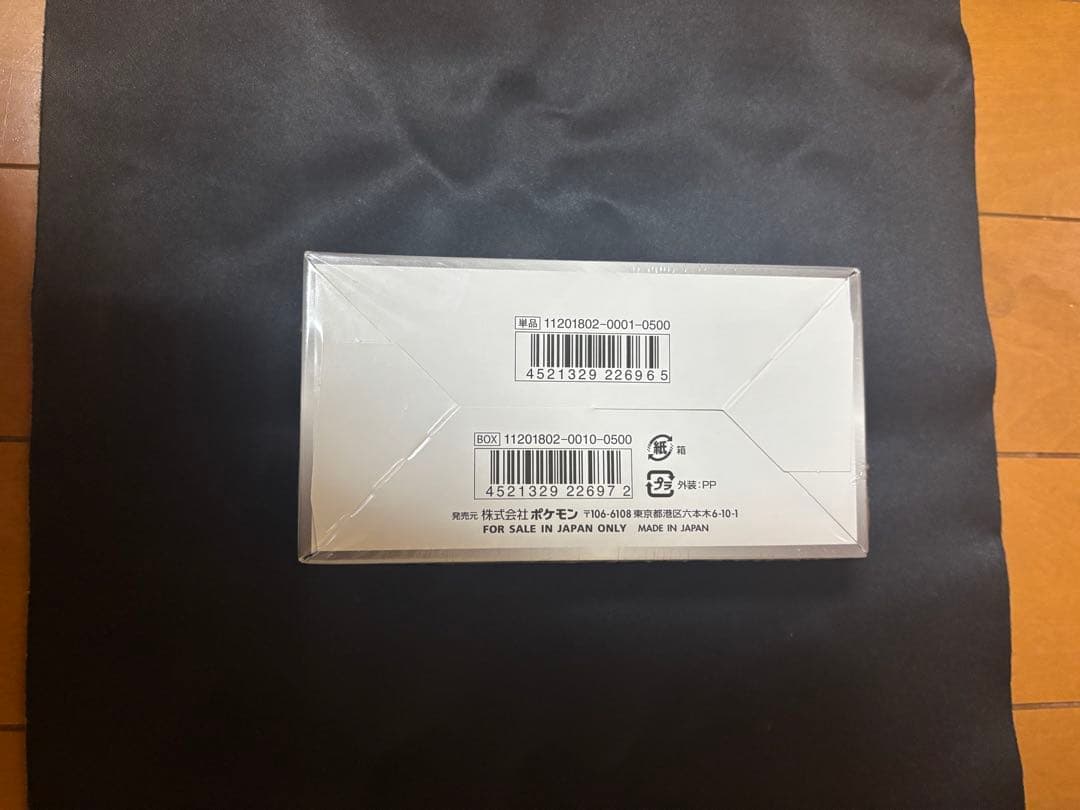 単品 11201802-0001-0500
4521329 226965
BOX 11201802-0010-0500
4521329 226972
紙 箱
プラ 外装:PP
発売元 株式会社ポケモン 〒106-6108 東京都港区六本木6-10-1
FOR SALE IN JAPAN ONLY MADE IN JAPAN